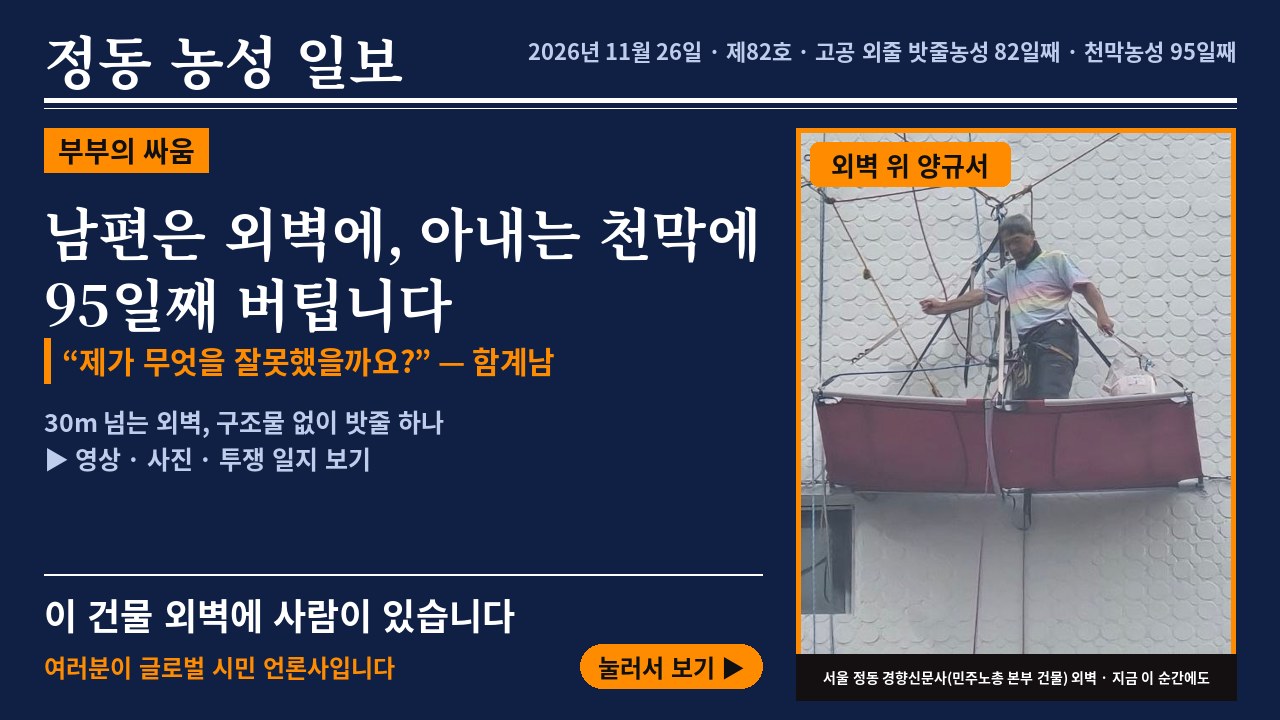 정동 농성 일보
2026년 11월 26일 · 제82호 · 고공 외줄 밧줄농성 82일째 · 천막농성 95일째
부부의 싸움
남편은 외벽에, 아내는 천막에
95일째 버팁니다
“제가 무엇을 잘못했을까요?” — 함계남
30m 넘는 외벽, 구조물 없이 밧줄 하나
▶ 영상 · 사진 · 투쟁 일지 보기
이 건물 외벽에 사람이 있습니다
여러분이 글로벌 시민 언론사입니다
눌러서 보기 ▶
외벽 위 양규서
서울 정동 경향신문사(민주노총 본부 건물) 외벽 · 지금 이 순간에도